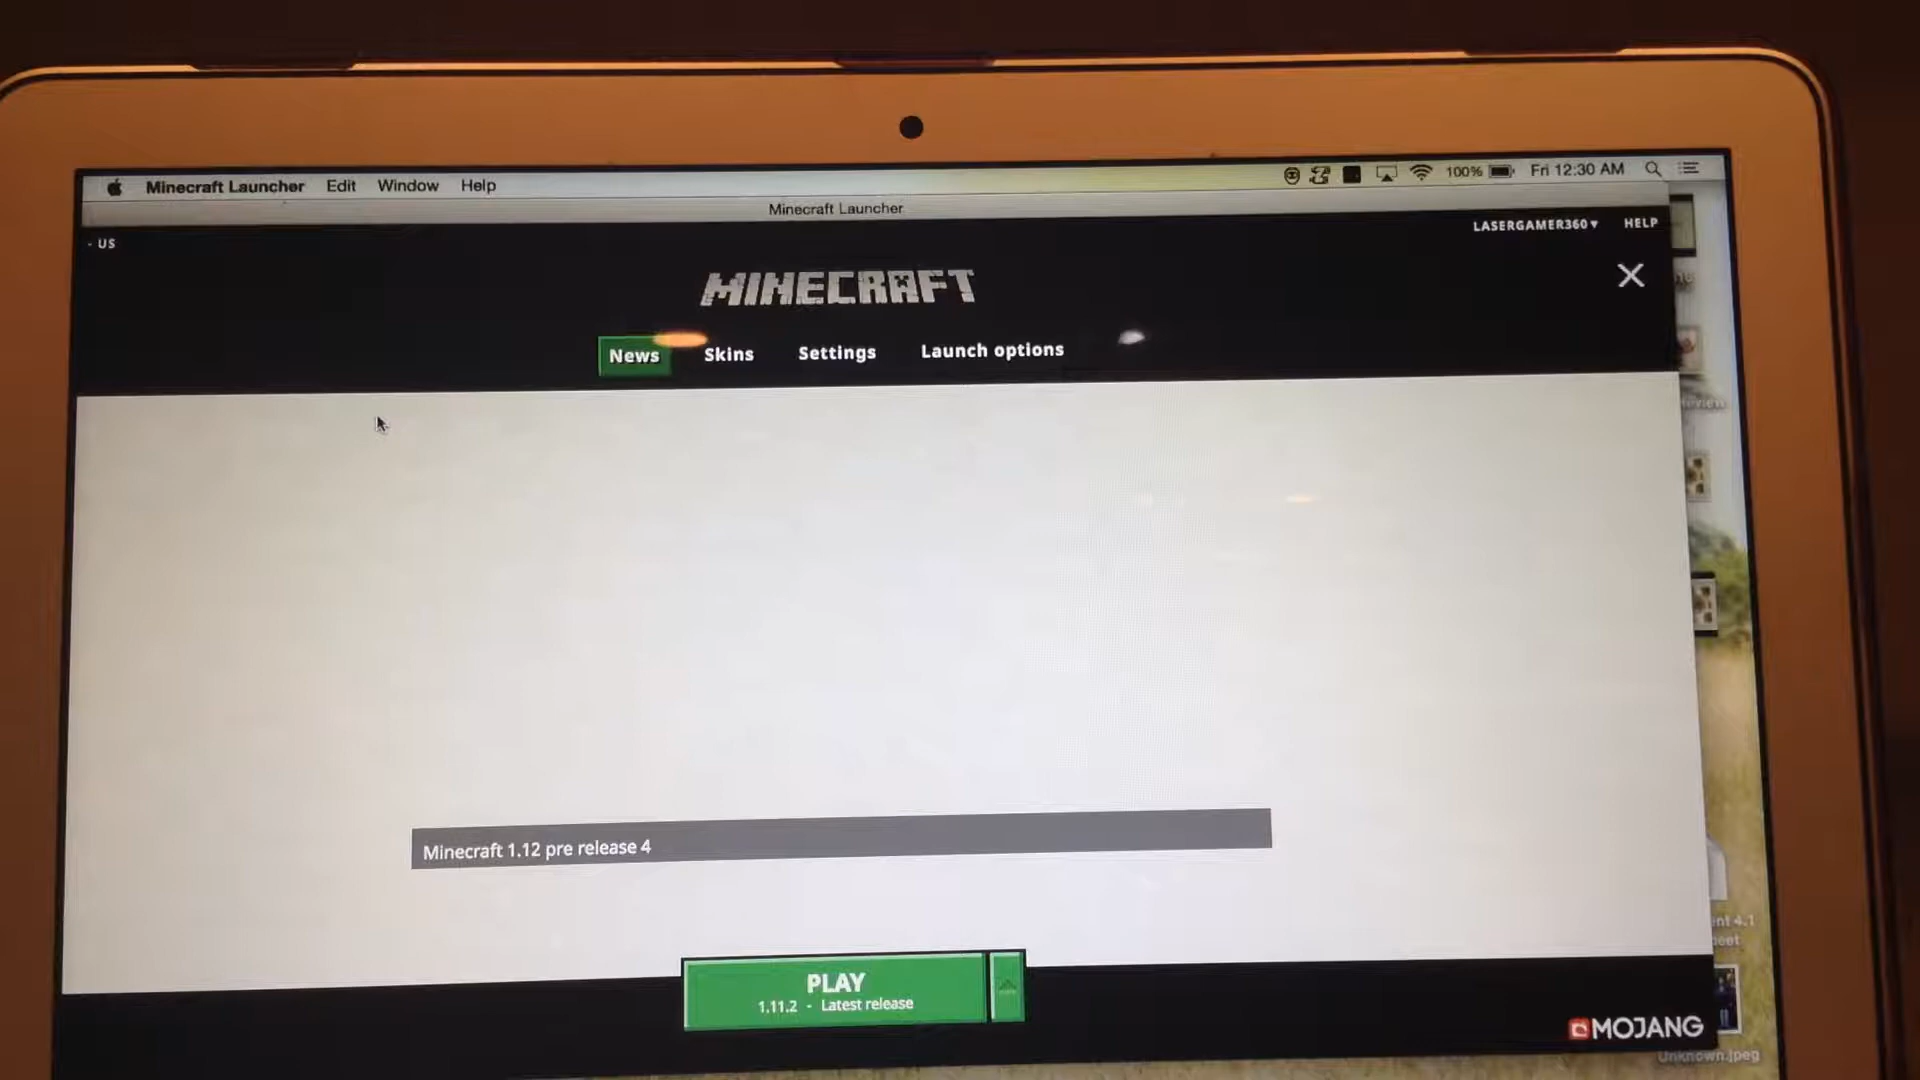 Minecraft Launcher Edit Window Help 100% Fri 12:30 AM
Minecraft Launcher
- US LASERGAMER360▾ HELP
MINECRAFT
News Skins Settings Launch options
Minecraft 1.12 pre release 4
PLAY
1.11.2 - Latest release
MOJANG
Unknown.jpeg